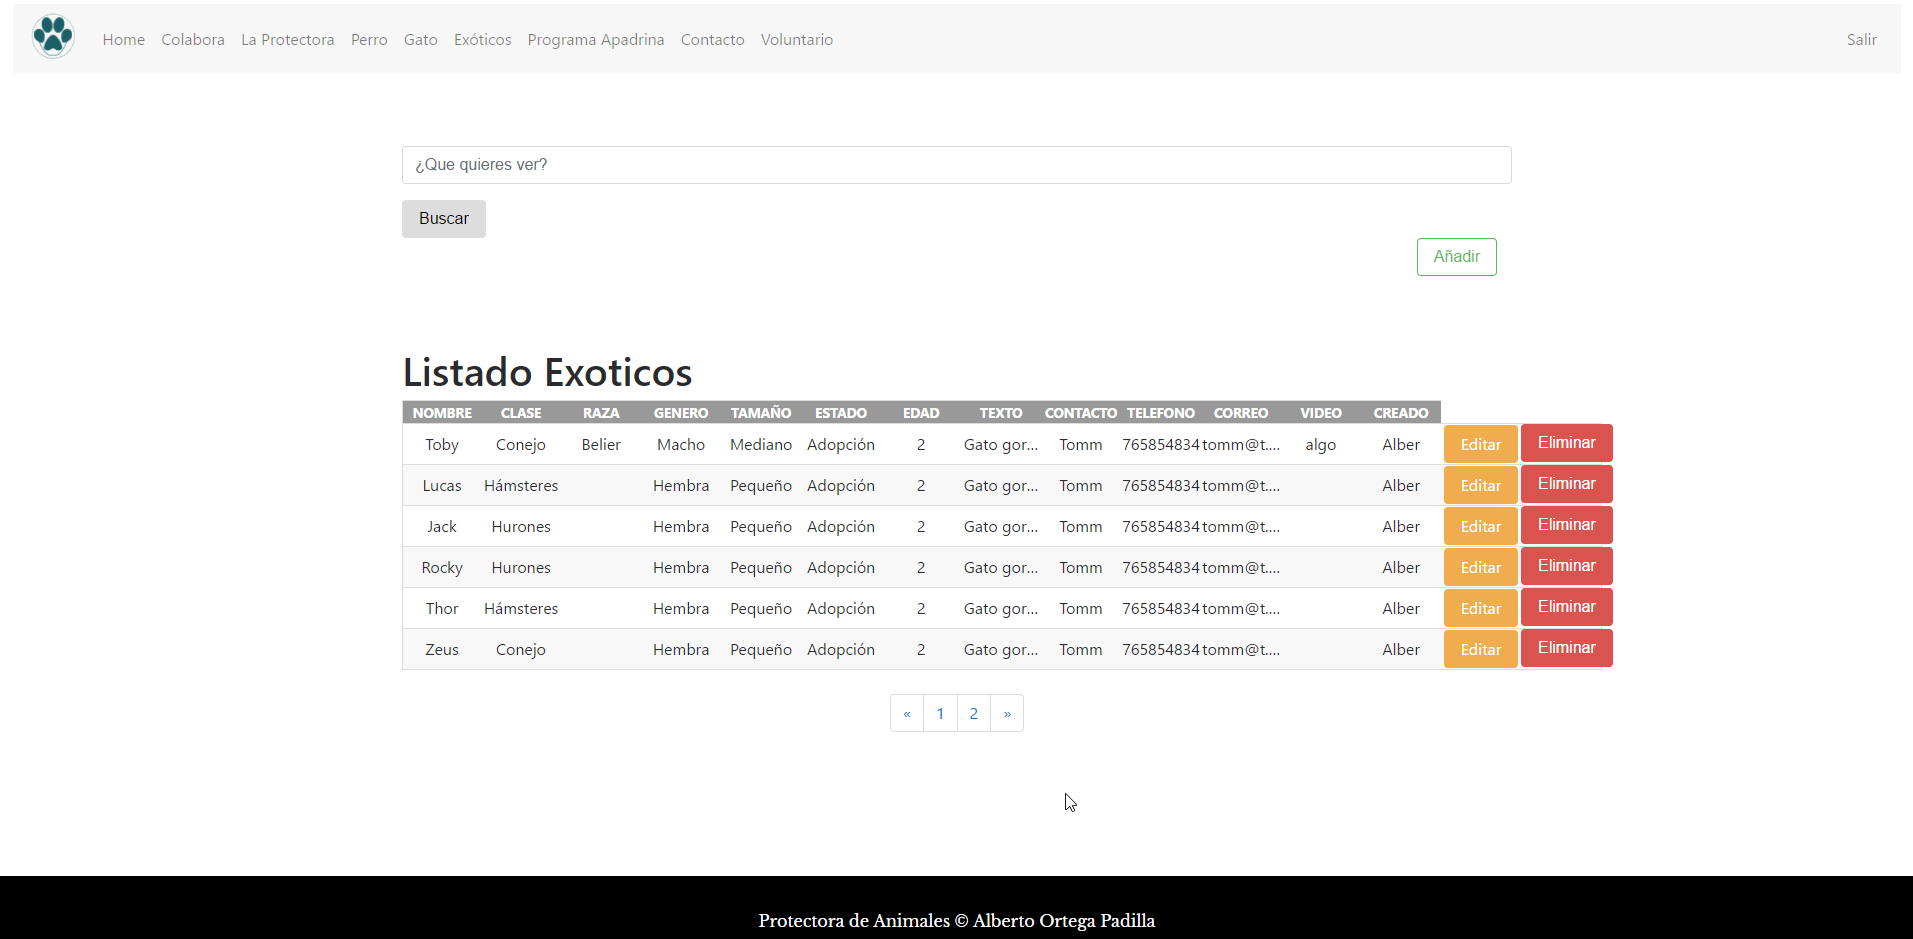 Home Colabora La Protectora Perro Gato Exóticos Programa Apadrina Contacto Voluntario Salir
¿Que quieres ver?
Buscar
Añadir
Listado Exoticos
NOMBRE CLASE RAZA GENERO TAMAÑO ESTADO EDAD TEXTO CONTACTO TELEFONO CORREO VIDEO CREADO
Toby Conejo Belier Macho Mediano Adopción 2 Gato gor... Tomm 765854834 tomm@t.... algo Alber Editar Eliminar
Lucas Hámsteres Hembra Pequeño Adopción 2 Gato gor... Tomm 765854834 tomm@t.... Alber Editar Eliminar
Jack Hurones Hembra Pequeño Adopción 2 Gato gor... Tomm 765854834 tomm@t.... Alber Editar Eliminar
Rocky Hurones Hembra Pequeño Adopción 2 Gato gor... Tomm 765854834 tomm@t.... Alber Editar Eliminar
Thor Hámsteres Hembra Pequeño Adopción 2 Gato gor... Tomm 765854834 tomm@t.... Alber Editar Eliminar
Zeus Conejo Hembra Pequeño Adopción 2 Gato gor... Tomm 765854834 tomm@t.... Alber Editar Eliminar
« 1 2 »
Protectora de Animales © Alberto Ortega Padilla